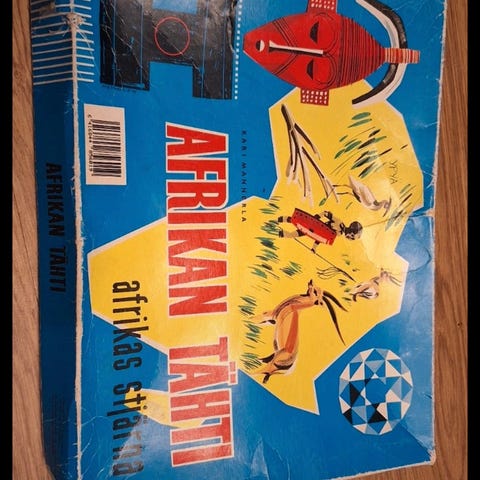 KARI MANNERLA
AFRIKAN TÄHTI
afrikas stjärna
AFRIKAN TÄHTI